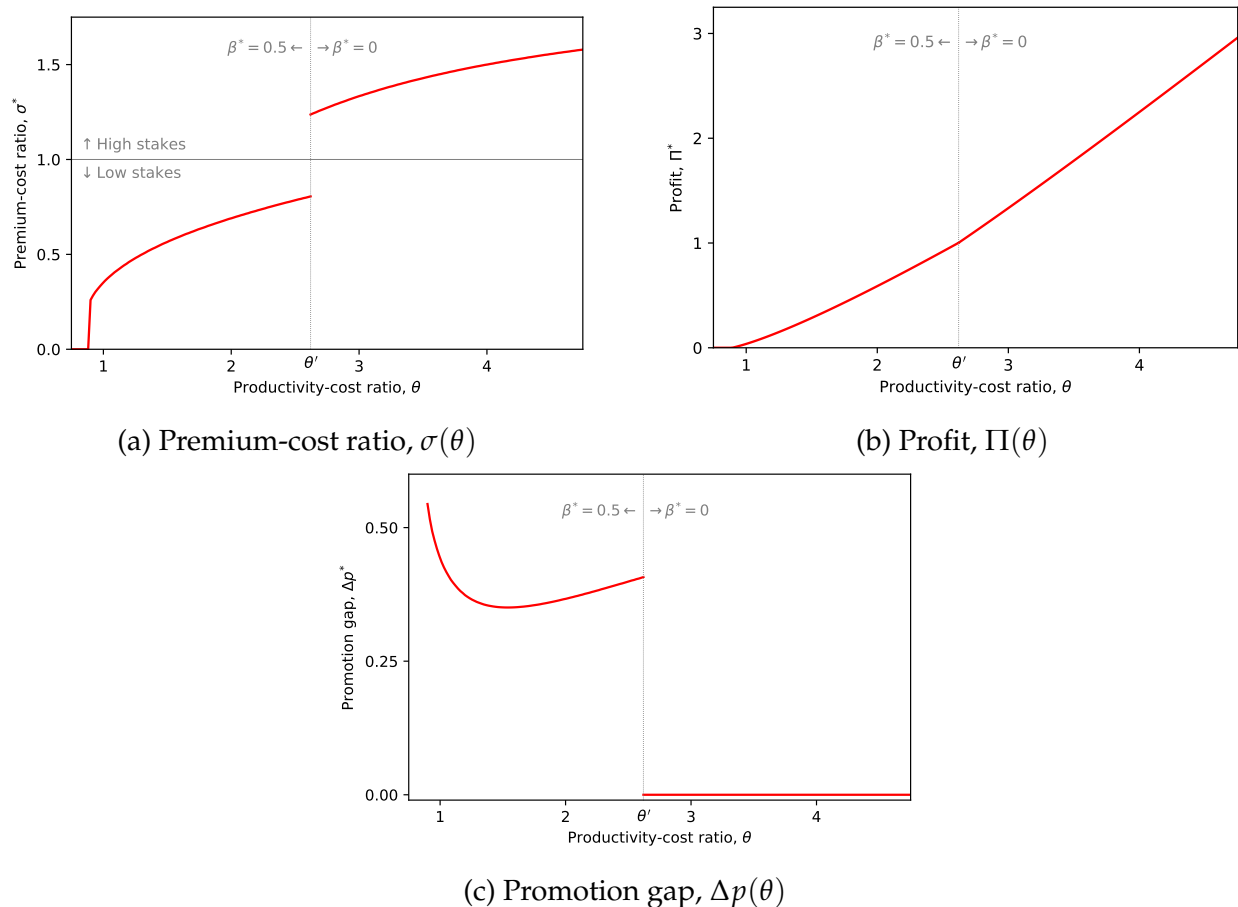 β* = 0.5 ← → β* = 0
1.5
1.0
0.5
0.0
↑ High stakes
↓ Low stakes
Premium-cost ratio, σ*
1 2 θ′ 3 4
Productivity-cost ratio, θ
(a) Premium-cost ratio, σ(θ)
β* = 0.5 ← → β* = 0
3
2
1
0
Profit, Π*
1 2 θ′ 3 4
Productivity-cost ratio, θ
(b) Profit, Π(θ)
β* = 0.5 ← → β* = 0
0.50
0.25
0.00
Promotion gap, Δp*
1 2 θ′ 3 4
Productivity-cost ratio, θ
(c) Promotion gap, Δp(θ)